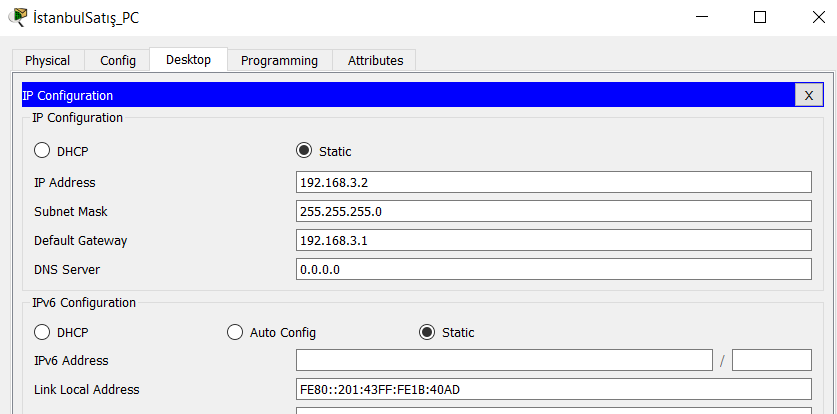 İstanbulSatış_PC
Physical Config Desktop Programming Attributes
IP Configuration X
IP Configuration
DHCP Static
IP Address 192.168.3.2
Subnet Mask 255.255.255.0
Default Gateway 192.168.3.1
DNS Server 0.0.0.0
IPv6 Configuration
DHCP Auto Config Static
IPv6 Address /
Link Local Address FE80::201:43FF:FE1B:40AD